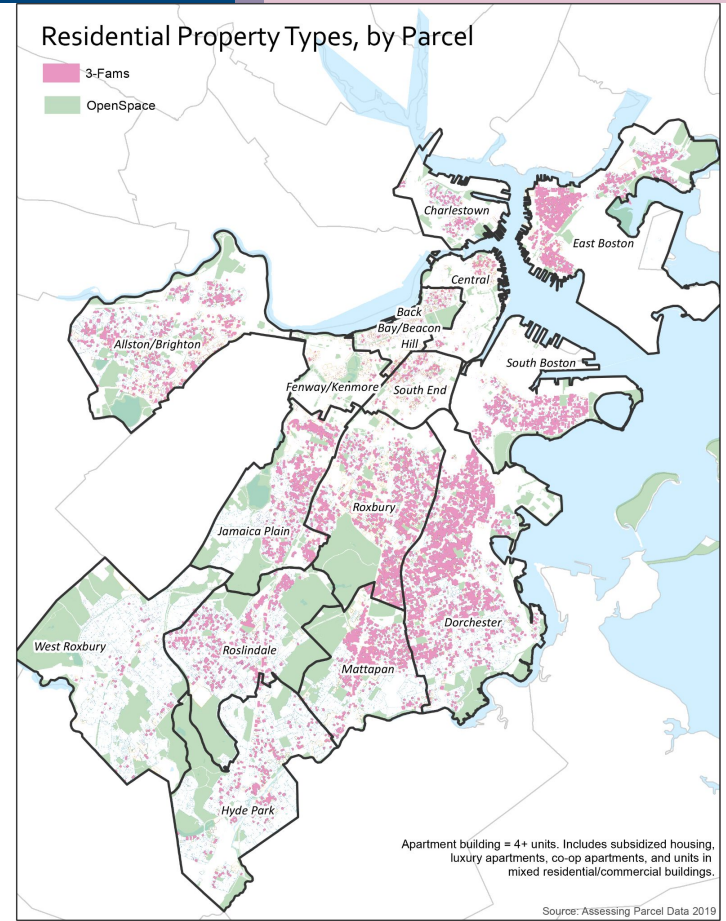 Residential Property Types, by Parcel
3-Fams
OpenSpace
Charlestown
East Boston
Central
Back
Bay/Beacon
Hill
Allston/Brighton
South Boston
Fenway/Kenmore
South End
Roxbury
Jamaica Plain
Dorchester
West Roxbury
Roslindale
Mattapan
Hyde Park
Apartment building = 4+ units. Includes subsidized housing,
luxury apartments, co-op apartments, and units in
mixed residential/commercial buildings.
Source: Assessing Parcel Data 2019